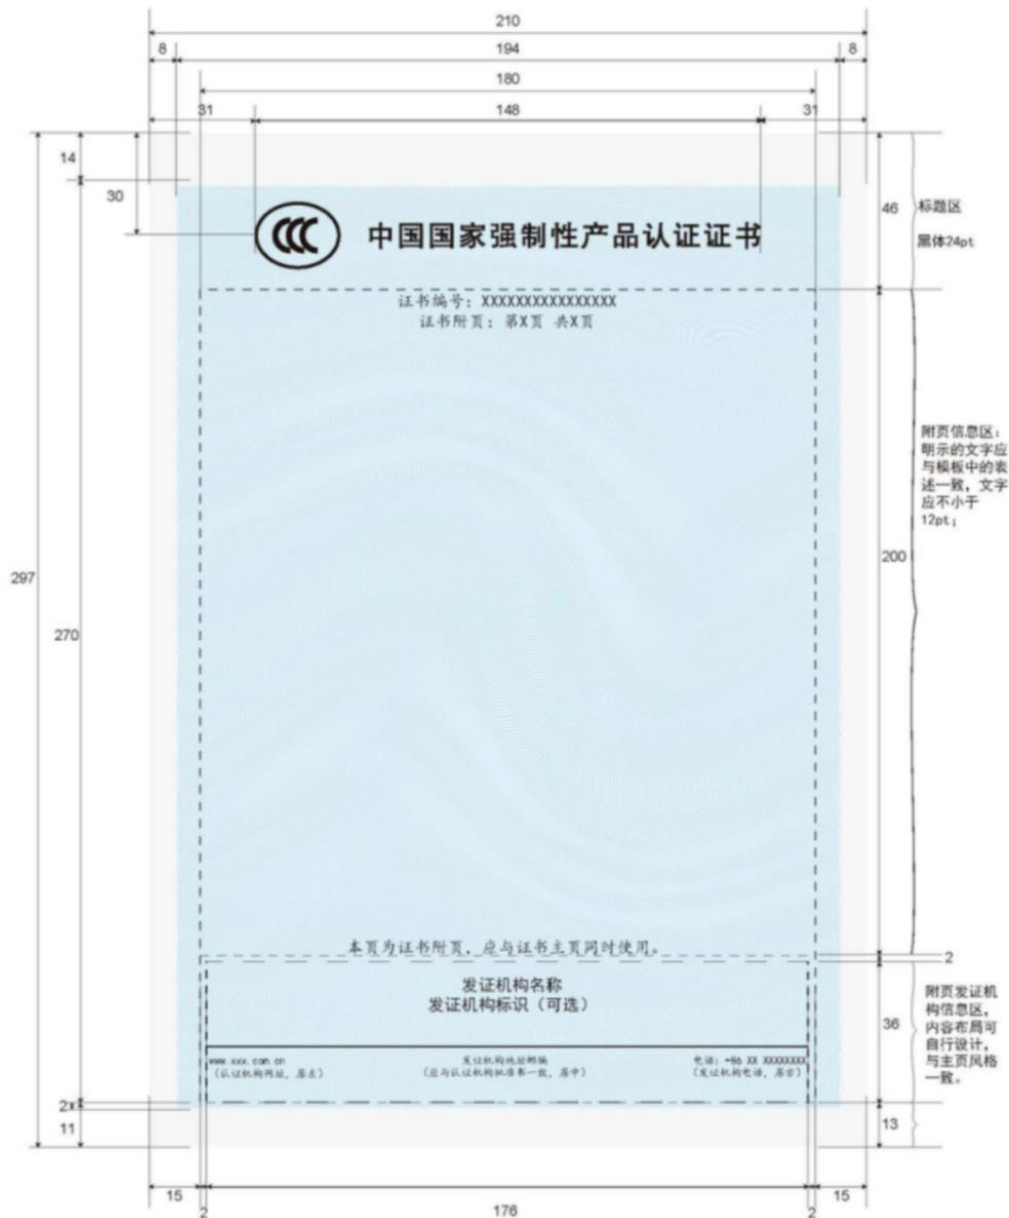 210
8 194 8
180
31 148 31
14
30
46
标题区
黑体24pt
CCC 中国国家强制性产品认证证书
证书编号：XXXXXXXXXXXXXXXX
证书附页：第X页 共X页
附页信息区：
明示的文字应
与模板中的表
述一致，文字
应不小于
12pt；
200
297
270
本页为证书附页，应与证书主页同时使用。
2
发证机构名称
发证机构标识（可选）
36
附页发证机
构信息区，
内容布局可
自行设计，
与主页风格
一致。
www.xxx.com.cn 发证机构地址邮编 电话：+86 XX XXXXXXXX
（认证机构网址，居左） （应与认证机构批准书一致，居中） （发证机构电话，居右）
2
11
13
15 15
2 176 2